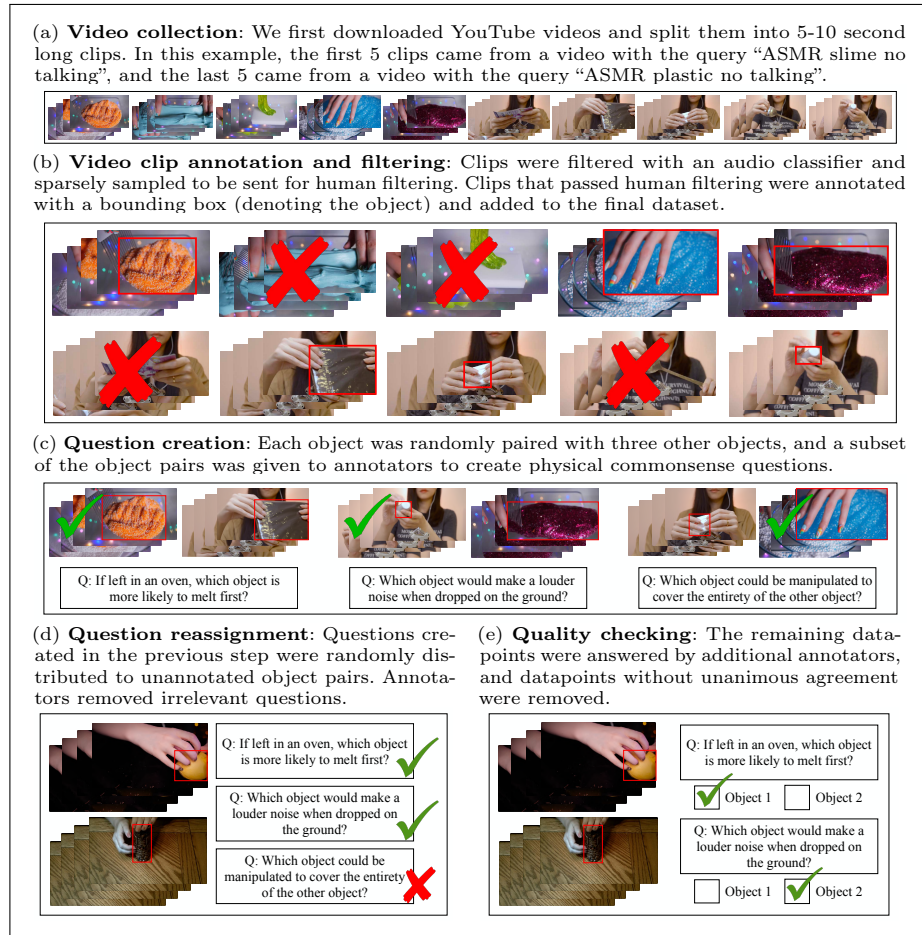 (a) Video collection: We first downloaded YouTube videos and split them into 5-10 second
long clips. In this example, the first 5 clips came from a video with the query “ASMR slime no
talking”, and the last 5 came from a video with the query “ASMR plastic no talking”.
(b) Video clip annotation and filtering: Clips were filtered with an audio classifier and
sparsely sampled to be sent for human filtering. Clips that passed human filtering were annotated
with a bounding box (denoting the object) and added to the final dataset.
(c) Question creation: Each object was randomly paired with three other objects, and a subset
of the object pairs was given to annotators to create physical commonsense questions.
Q: If left in an oven, which object is
more likely to melt first?
Q: Which object would make a louder
noise when dropped on the ground?
Q: Which object could be manipulated to
cover the entirety of the other object?
(d) Question reassignment: Questions cre-
ated in the previous step were randomly dis-
tributed to unannotated object pairs. Annota-
tors removed irrelevant questions.
Q: If left in an oven, which object
is more likely to melt first?
Q: Which object would make a
louder noise when dropped on
the ground?
Q: Which object could be
manipulated to cover the entirety
of the other object?
(e) Quality checking: The remaining data-
points were answered by additional annotators,
and datapoints without unanimous agreement
were removed.
Q: If left in an oven, which object
is more likely to melt first?
Object 1
Object 2
Q: Which object would make a
louder noise when dropped on
the ground?
Object 1
Object 2